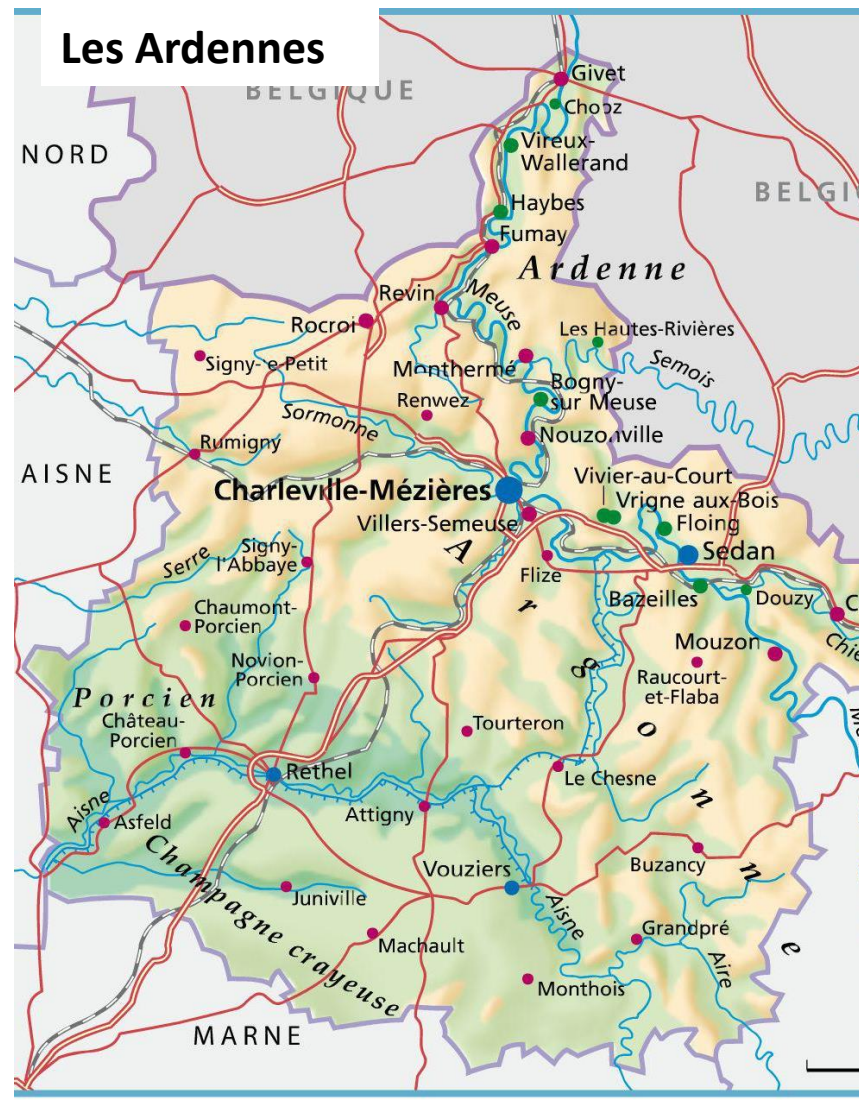 Les Ardennes
BELGIQUE
Givet
Chooz
NORD
Vireux-
Wallerand
BELGI
Haybes
Fumay
Ardenne
Revin
Meuse
Rocroi
Les Hautes-Rivières
Signy-le-Petit
Monthermé
Semois
Bogny-
sur Meuse
Renwez
Sormonne
Nouzonville
Rumigny
AISNE
Vivier-au-Court
Charleville-Mézières
Vrigne aux-Bois
Villers-Semeuse
Floing
Sedan
Signy-
l'Abbaye
Serre
Flize
Bazeilles
Douzy
C
Chaumont-
Porcien
Chie
Mouzon
Novion-
Porcien
Raucourt-
et-Flaba
Porcien
Argonne
Château-
Porcien
Tourteron
M
Rethel
Le Chesne
Aisne
Asfeld
Attigny
Champagne crayeuse
Vouziers
Buzancy
Juniville
Aisne
Grandpré
Machault
Aire
Monthois
MARNE